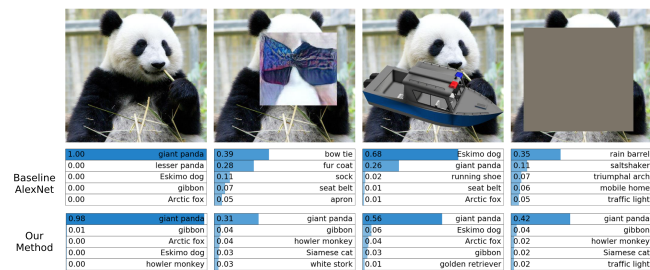 Baseline AlexNet
1.00 giant panda
0.00 lesser panda
0.00 Eskimo dog
0.00 gibbon
0.00 Arctic fox
0.39 bow tie
0.28 fur coat
0.11 sock
0.07 seat belt
0.05 apron
0.68 Eskimo dog
0.26 giant panda
0.02 running shoe
0.01 seat belt
0.01 Arctic fox
0.35 rain barrel
0.11 saltshaker
0.07 triumphal arch
0.06 mobile home
0.05 traffic light
Our Method
0.98 giant panda
0.01 gibbon
0.00 Arctic fox
0.00 Eskimo dog
0.00 howler monkey
0.31 giant panda
0.04 gibbon
0.04 howler monkey
0.03 Siamese cat
0.03 white stork
0.56 giant panda
0.06 Eskimo dog
0.04 Arctic fox
0.03 gibbon
0.01 golden retriever
0.42 giant panda
0.04 gibbon
0.02 howler monkey
0.02 Siamese cat
0.02 traffic light